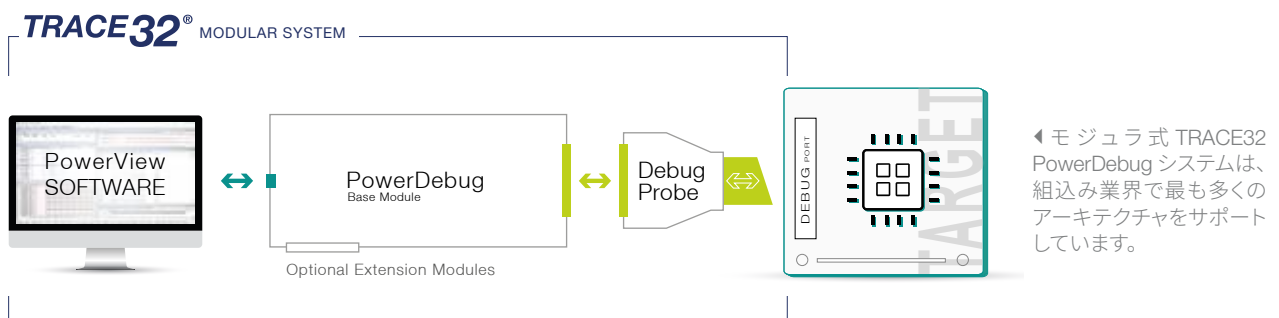 TRACE32® MODULAR SYSTEM
PowerView
SOFTWARE
PowerDebug
Base Module
Optional Extension Modules
Debug
Probe
DEBUG PORT
TARGET
モジュラ式 TRACE32
PowerDebug システムは、
組込み業界で最も多くの
アーキテクチャをサポート
しています。